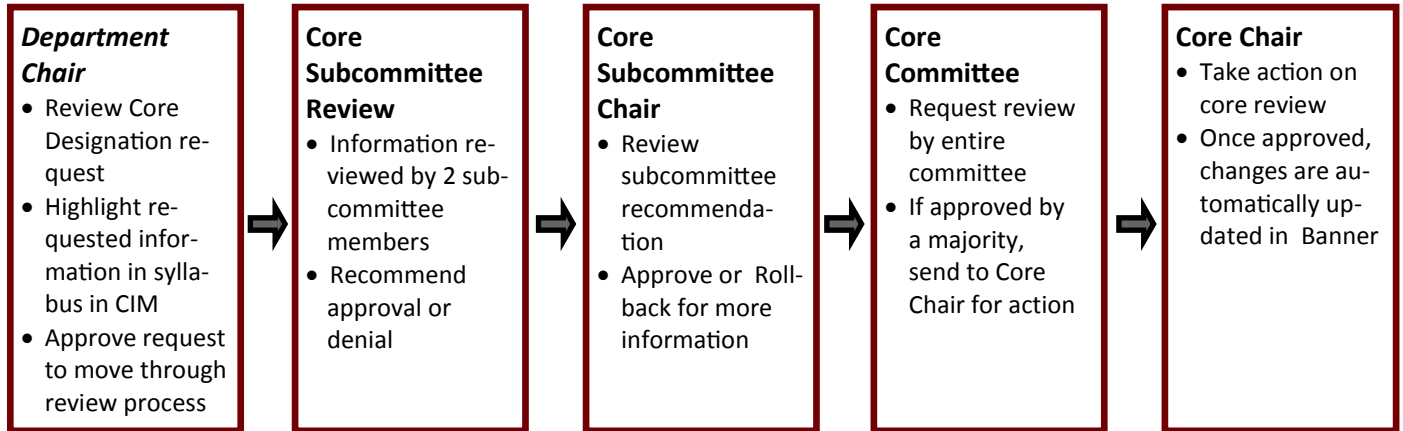 Department
Chair
• Review Core
Designation re-
quest
• Highlight re-
quested infor-
mation in sylla-
bus in CIM
• Approve request
to move through
review process
Core
Subcommittee
Review
• Information re-
viewed by 2 sub-
committee
members
• Recommend
approval or
denial
Core
Subcommittee
Chair
• Review
subcommittee
recommenda-
tion
• Approve or Roll-
back for more
information
Core
Committee
• Request review
by entire
committee
• If approved by
a majority,
send to Core
Chair for action
Core Chair
• Take action on
core review
• Once approved,
changes are au-
tomatically up-
dated in Banner